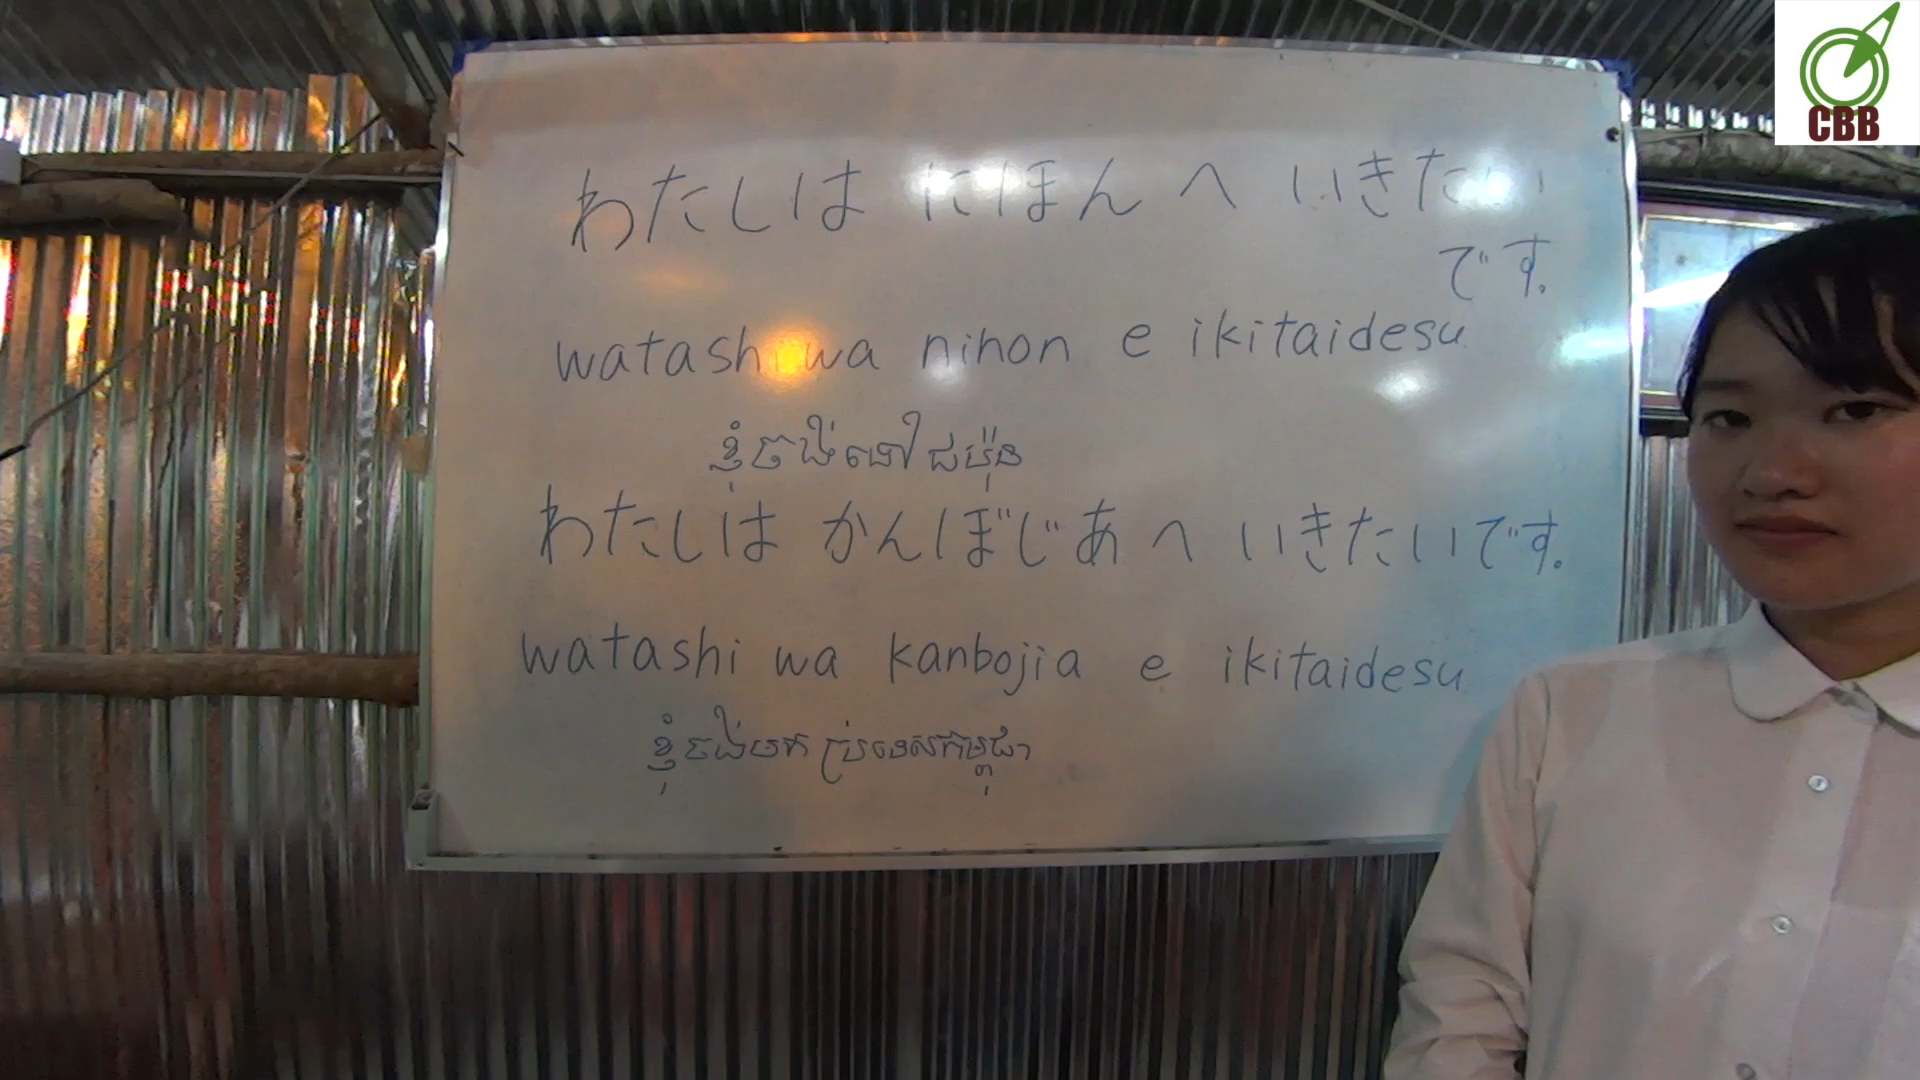 わたしは にほん へ いきたい
です。
watashi wa nihon e ikitaidesu
ខ្ញុំចង់ទៅជប៉ុន
わたしは かんぼじあへ いきたいです。
watashi wa kanbojia e ikitaidesu
ខ្ញុំចង់មក ប្រទេសកម្ពុជា
CBB